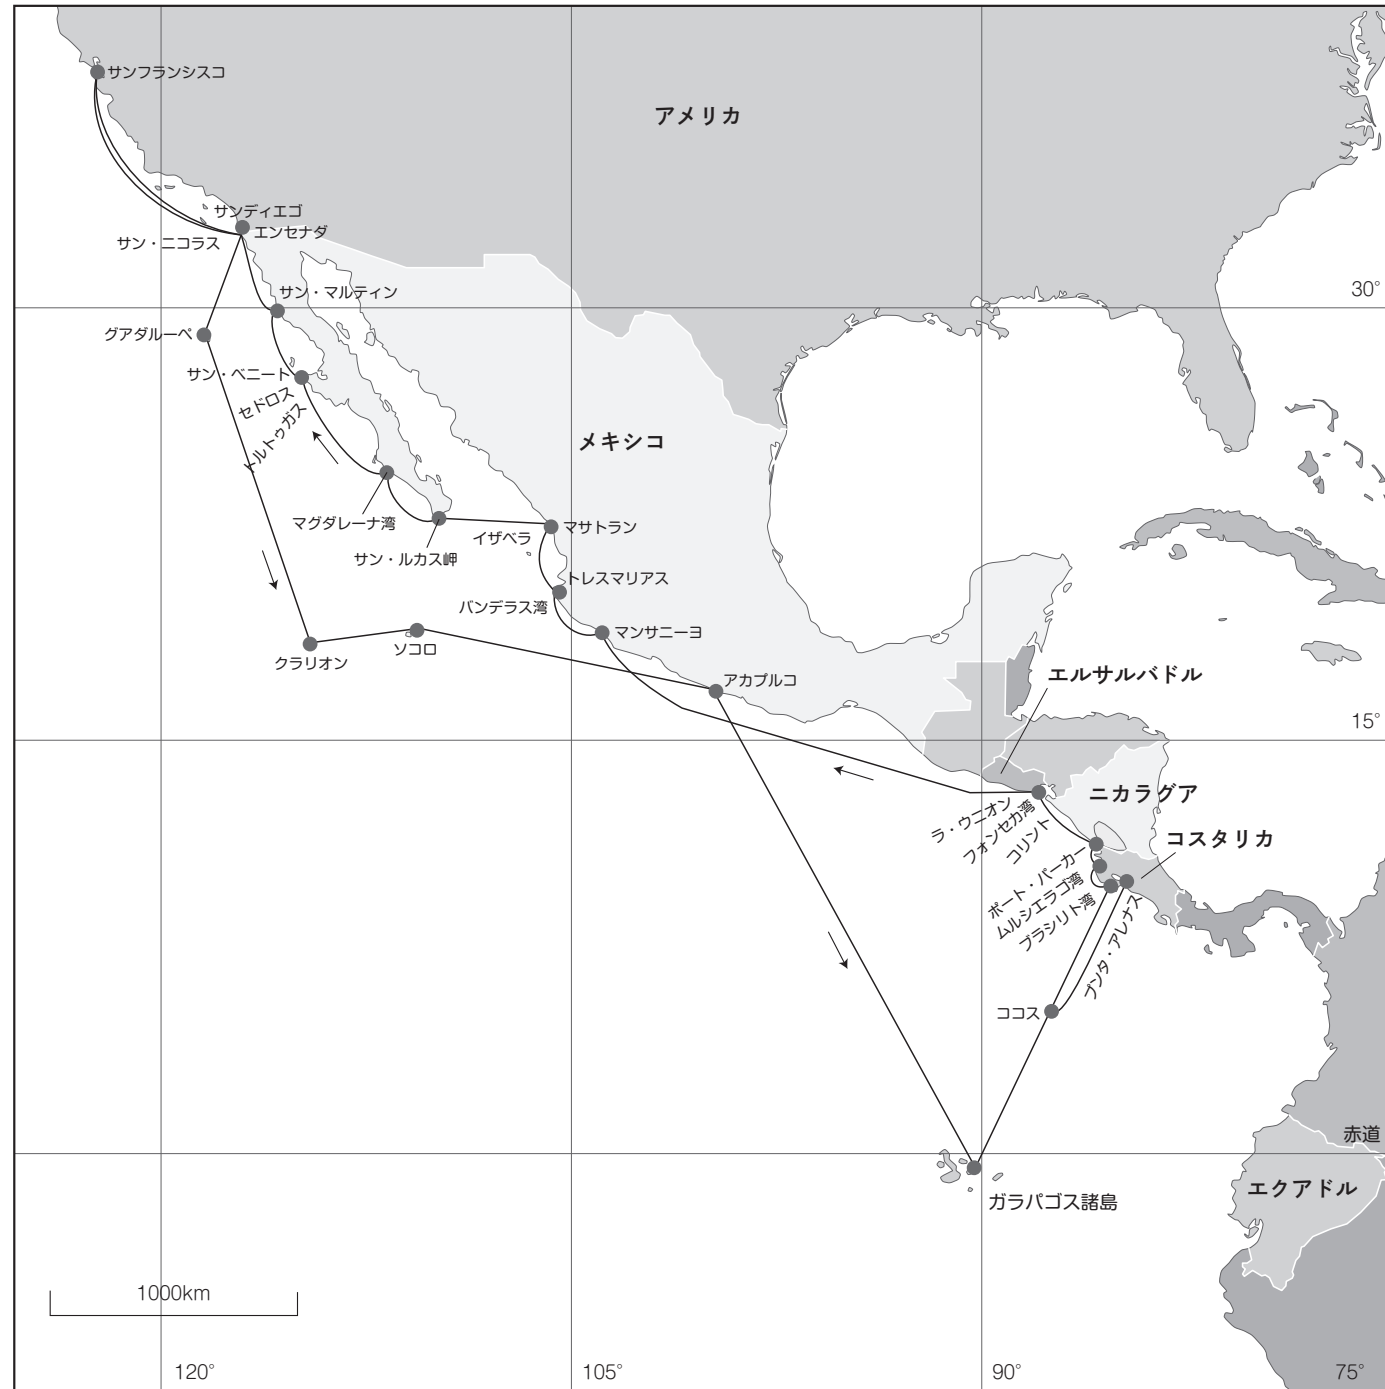 サンフランシスコ
アメリカ
サンディエゴ
エンセナダ
サン・ニコラス
サン・マルティン
30°
グアダルーペ
サン・ベニート
セドロス
トルトゥガス
メキシコ
マグダレーナ湾
サン・ルカス岬
イザベラ
マサトラン
トレスマリアス
バンデラス湾
マンサニーヨ
クラリオン
ソコロ
アカプルコ
エルサルバドル
15°
ラ・ウニオン
フォンセカ湾
コリント
ニカラグア
コスタリカ
ポート・パーカー
ムルシエラゴ湾
ブラシリト湾
プンタ・アレナス
ココス
赤道
エクアドル
ガラパゴス諸島
1000km
120°
105°
90°
75°